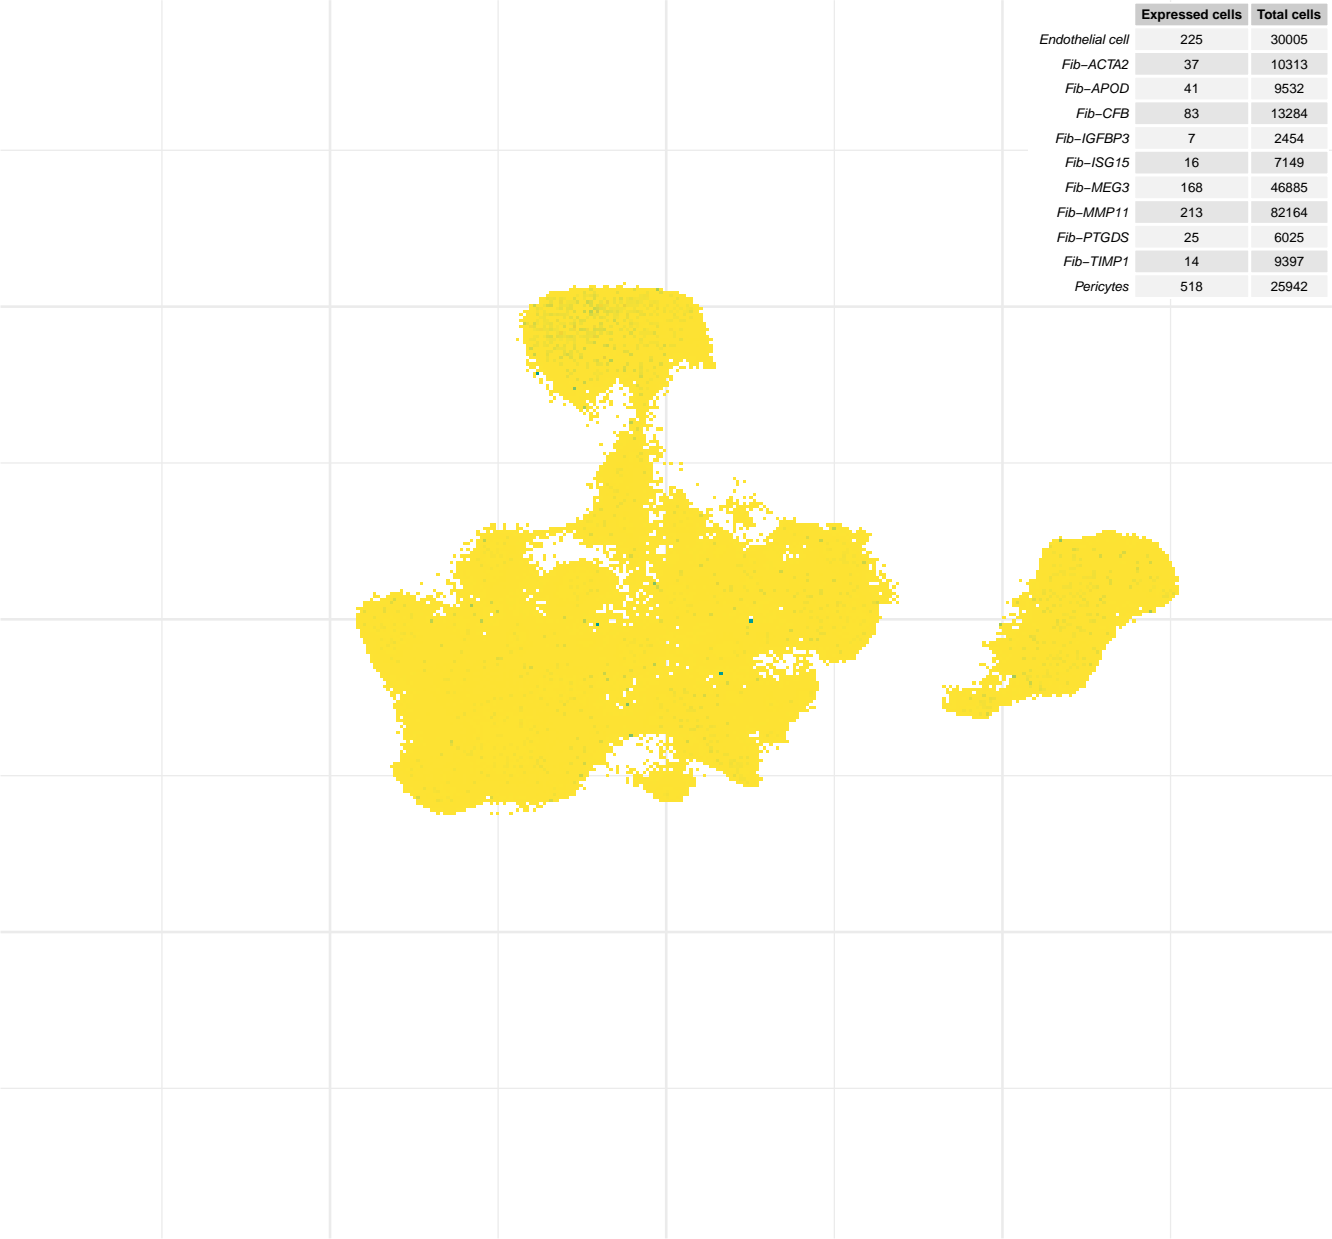 Expressed cells Total cells
Endothelial cell 225 30005
Fib−ACTA2 37 10313
Fib−APOD 41 9532
Fib−CFB 83 13284
Fib−IGFBP3 7 2454
Fib−ISG15 16 7149
Fib−MEG3 168 46885
Fib−MMP11 213 82164
Fib−PTGDS 25 6025
Fib−TIMP1 14 9397
Pericytes 518 25942